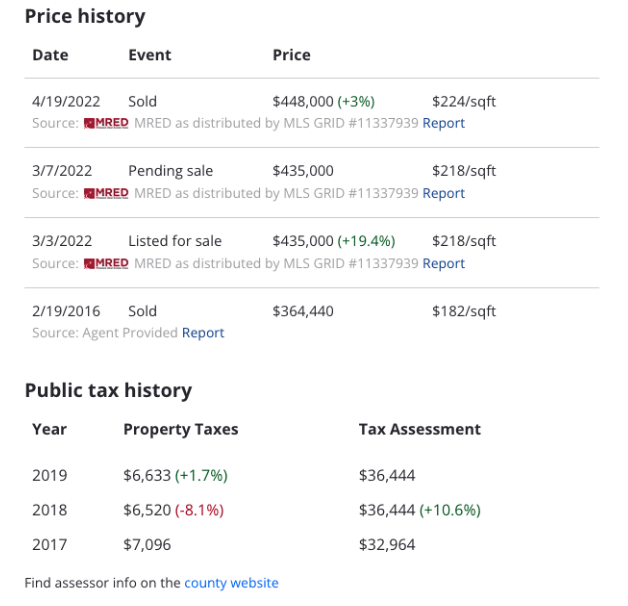 Price history
Date Event Price
4/19/2022 Sold $448,000 (+3%) $224/sqft
Source: MRED MRED as distributed by MLS GRID #11337939 Report
3/7/2022 Pending sale $435,000 $218/sqft
Source: MRED MRED as distributed by MLS GRID #11337939 Report
3/3/2022 Listed for sale $435,000 (+19.4%) $218/sqft
Source: MRED MRED as distributed by MLS GRID #11337939 Report
2/19/2016 Sold $364,440 $182/sqft
Source: Agent Provided Report
Public tax history
Year Property Taxes Tax Assessment
2019 $6,633 (+1.7%) $36,444
2018 $6,520 (-8.1%) $36,444 (+10.6%)
2017 $7,096 $32,964
Find assessor info on the county website